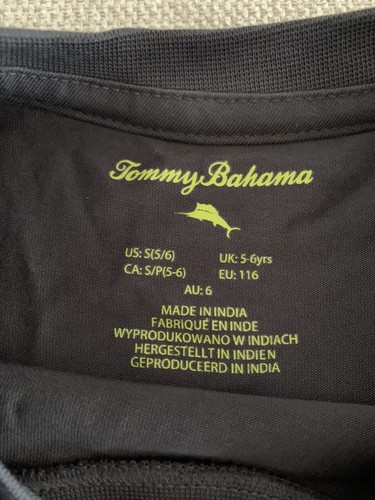 Tommy Bahama
US: S(5/6) UK: 5-6yrs
CA: S/P(5-6) EU: 116
AU: 6
MADE IN INDIA
FABRIQUÉ EN INDE
WYPRODUKOWANO W INDIACH
HERGESTELLT IN INDIEN
GEPRODUCEERD IN INDIA